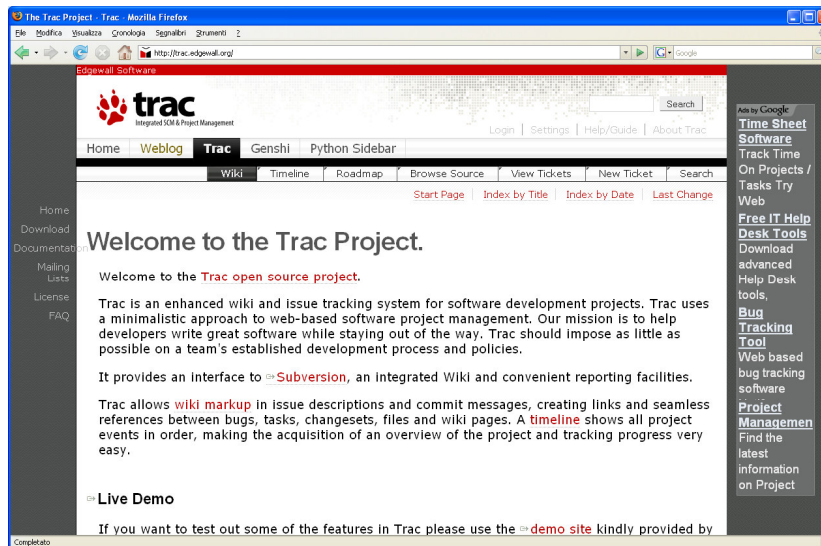 The Trac Project - Trac - Mozilla Firefox
File Modifica Visualizza Cronologia Segnalibri Strumenti ?
http://trac.edgewall.org/
Google
Edgewall Software
trac
Integrated SCM & Project Management
Search
Login Settings Help/Guide About Trac
Home Weblog Trac Genshi Python Sidebar
Wiki Timeline Roadmap Browse Source View Tickets New Ticket Search
Start Page Index by Title Index by Date Last Change
Home
Download
Documentation
Mailing
Lists
License
FAQ
Welcome to the Trac Project.
Welcome to the Trac open source project.
Trac is an enhanced wiki and issue tracking system for software development projects. Trac uses
a minimalistic approach to web-based software project management. Our mission is to help
developers write great software while staying out of the way. Trac should impose as little as
possible on a team's established development process and policies.
It provides an interface to Subversion, an integrated Wiki and convenient reporting facilities.
Trac allows wiki markup in issue descriptions and commit messages, creating links and seamless
references between bugs, tasks, changesets, files and wiki pages. A timeline shows all project
events in order, making the acquisition of an overview of the project and tracking progress very
easy.
Live Demo
If you want to test out some of the features in Trac please use the demo site kindly provided by
Ads by Google
Time Sheet
Software
Track Time
On Projects /
Tasks Try
Web
Free IT Help
Desk Tools
Download
advanced
Help Desk
tools,
Bug
Tracking
Tool
Web based
bug tracking
software
Project
Managemen
Find the
latest
information
on Project
Completato